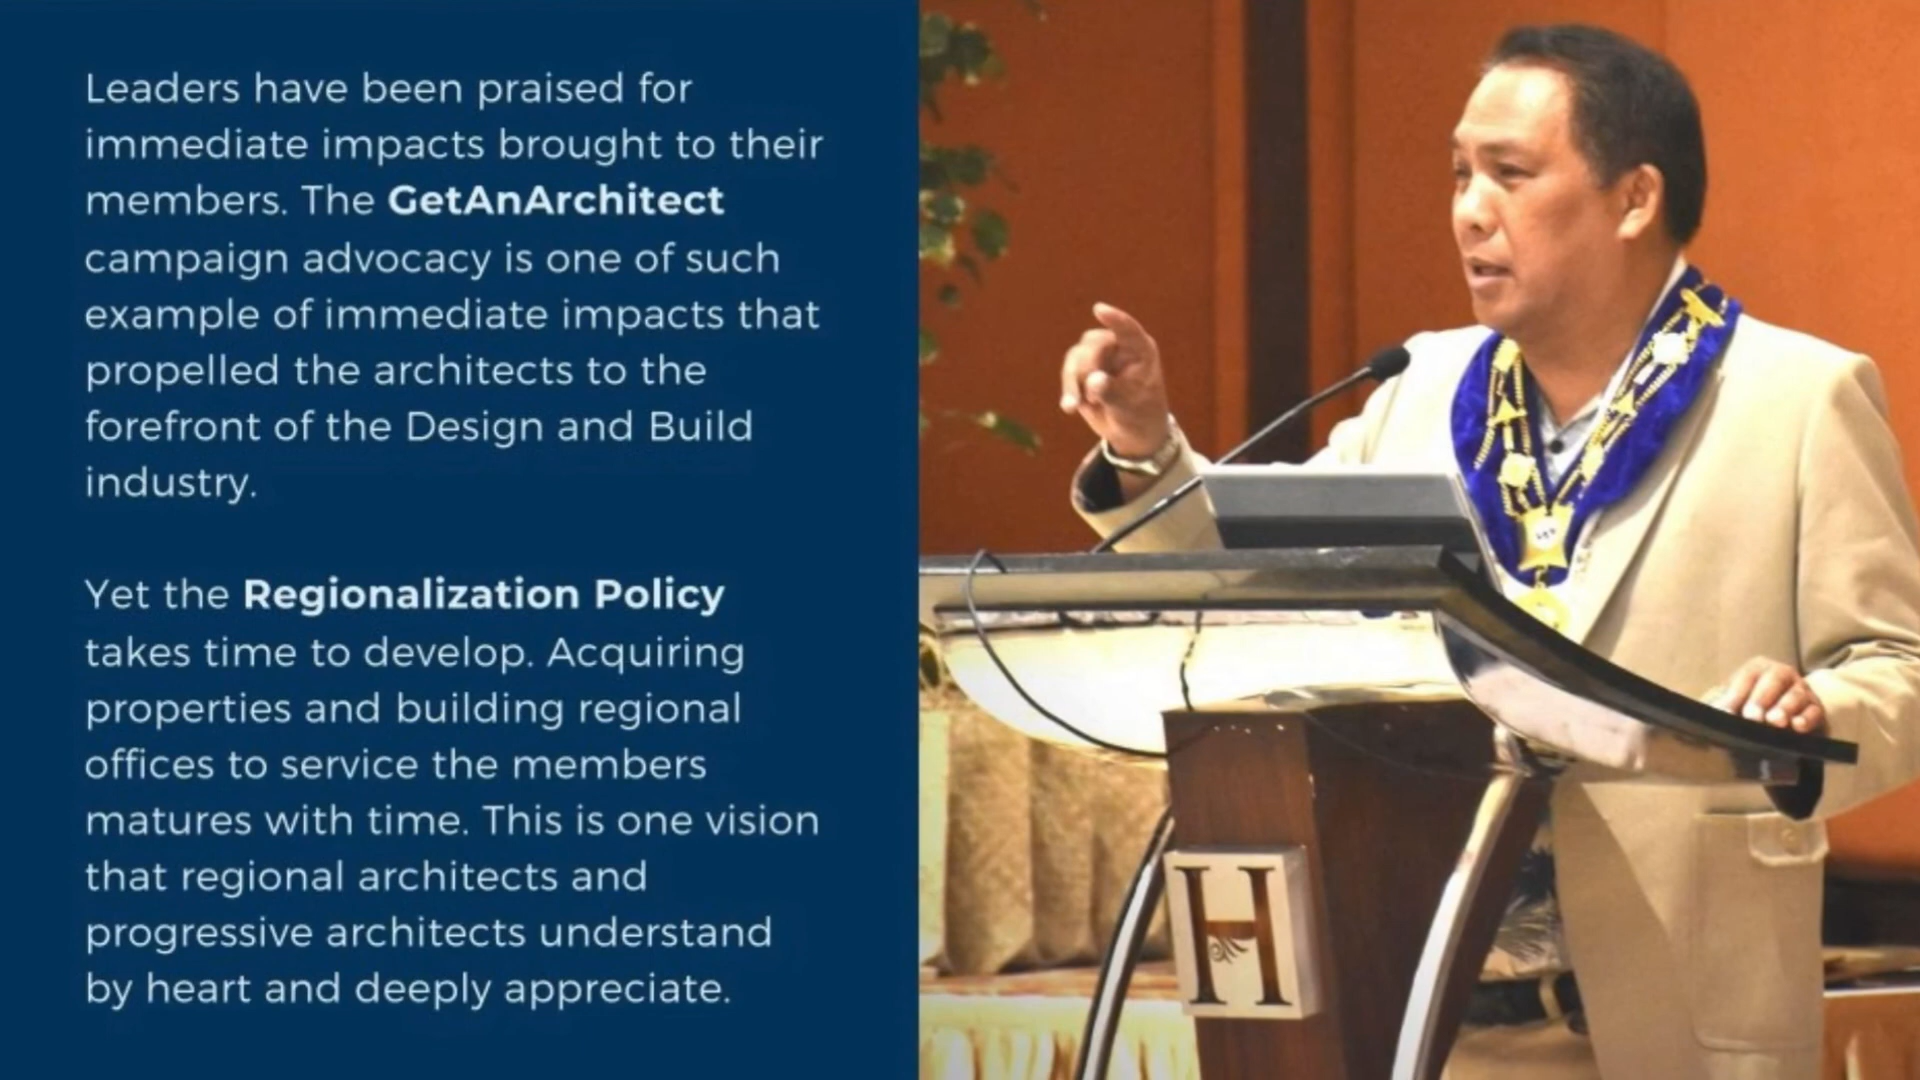 Leaders have been praised for
immediate impacts brought to their
members. The GetAnArchitect
campaign advocacy is one of such
example of immediate impacts that
propelled the architects to the
forefront of the Design and Build
industry.
Yet the Regionalization Policy
takes time to develop. Acquiring
properties and building regional
offices to service the members
matures with time. This is one vision
that regional architects and
progressive architects understand
by heart and deeply appreciate.
H